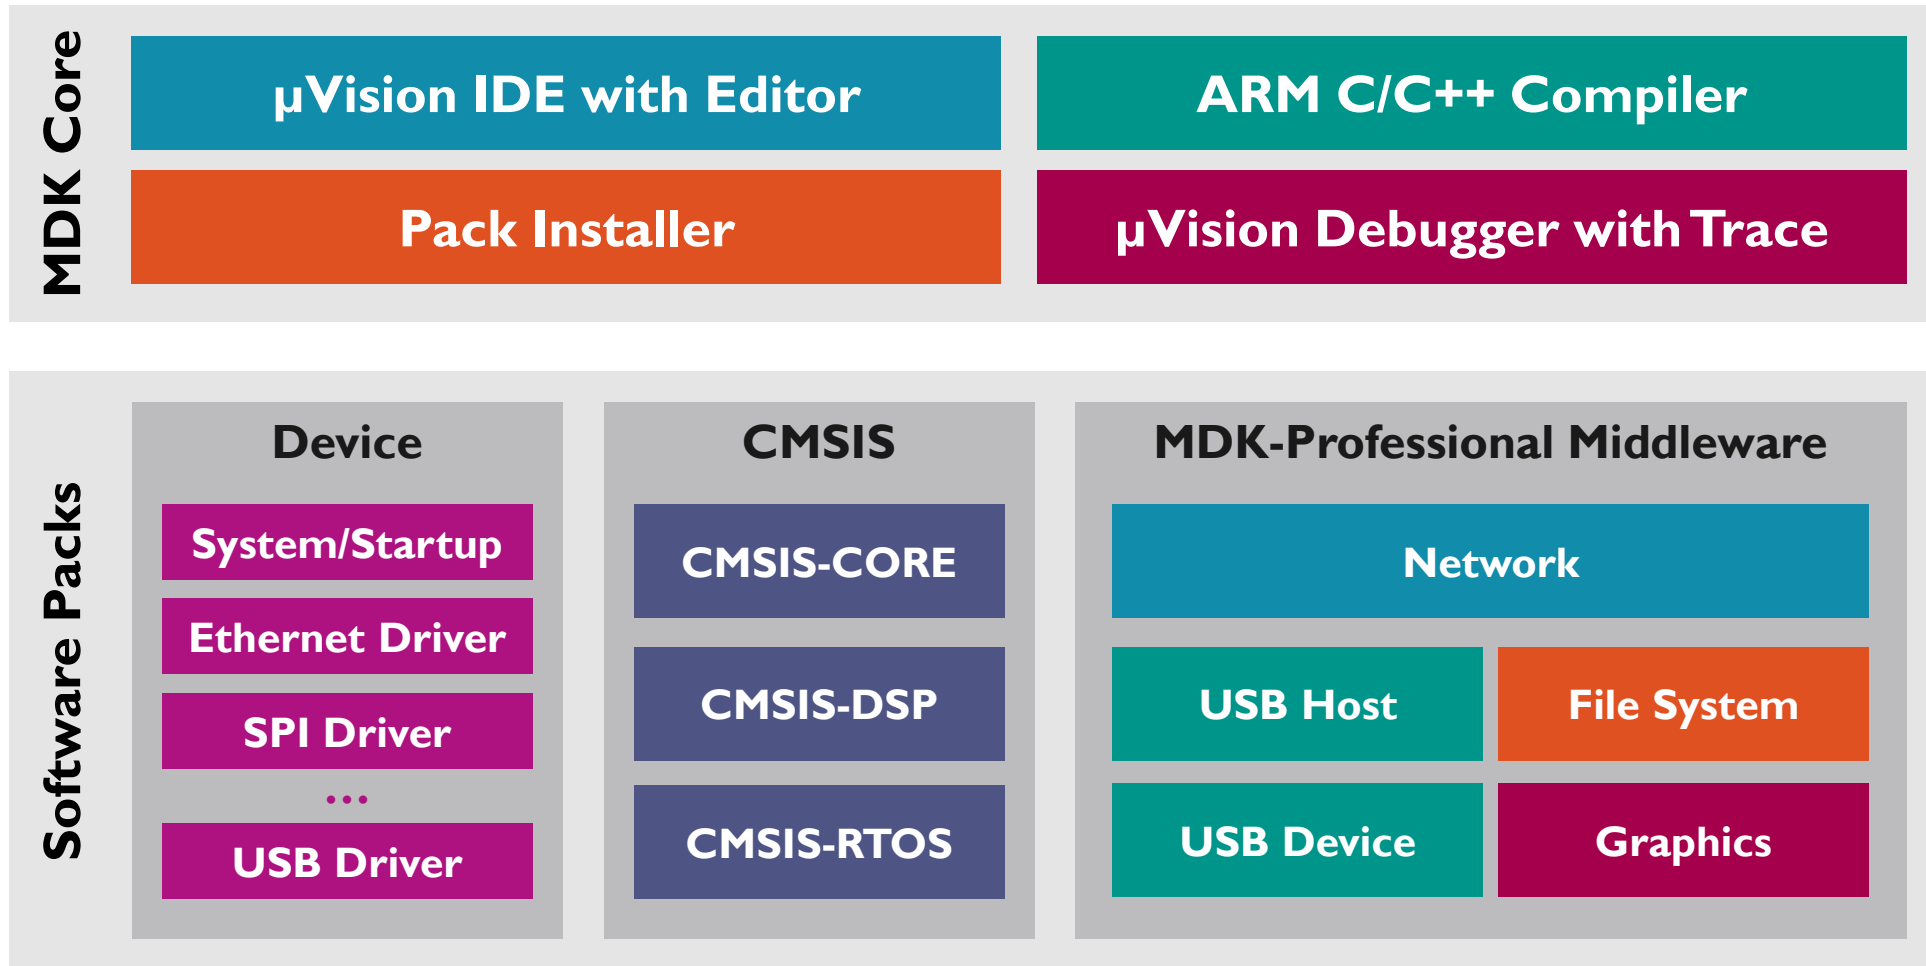 MDK Core
µVision IDE with Editor
ARM C/C++ Compiler
Pack Installer
µVision Debugger with Trace
Software Packs
Device
System/Startup
Ethernet Driver
SPI Driver
...
USB Driver
CMSIS
CMSIS-CORE
CMSIS-DSP
CMSIS-RTOS
MDK-Professional Middleware
Network
USB Host
File System
USB Device
Graphics